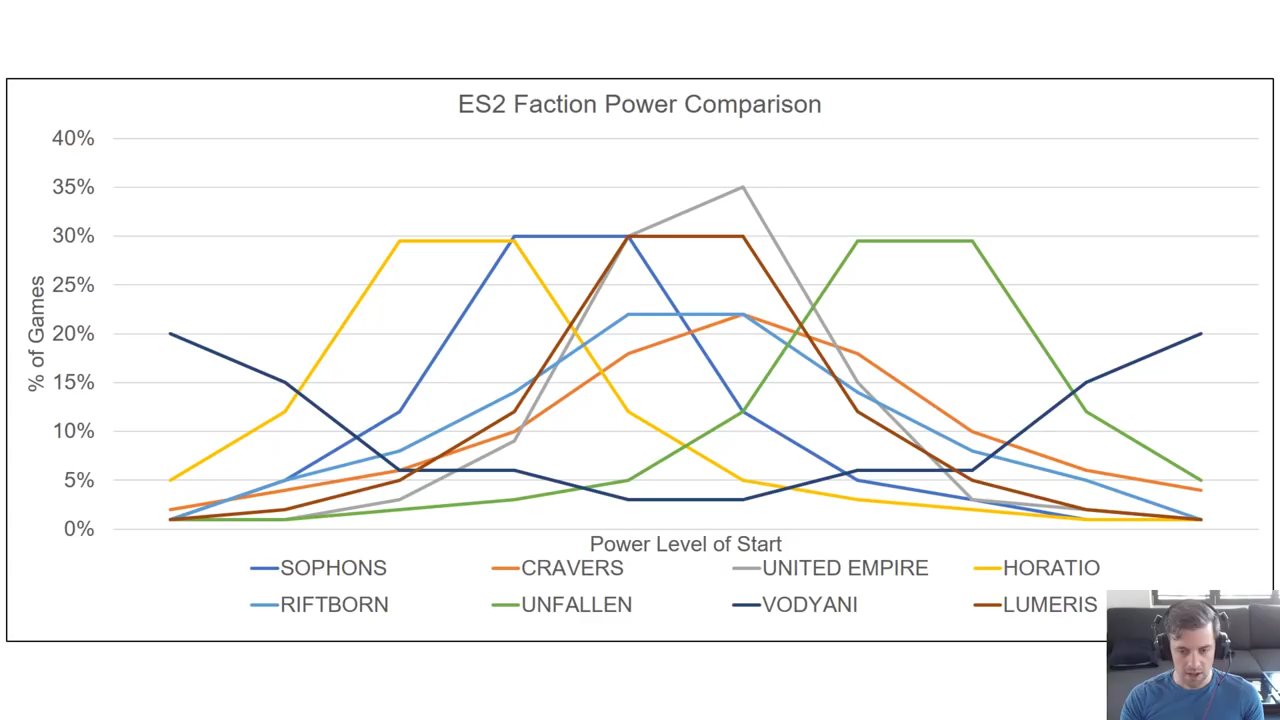 ES2 Faction Power Comparison
40%
35%
30%
25%
20%
15%
10%
5%
0%
% of Games
Power Level of Start
SOPHONS CRAVERS UNITED EMPIRE HORATIO
RIFTBORN UNFALLEN VODYANI LUMERIS